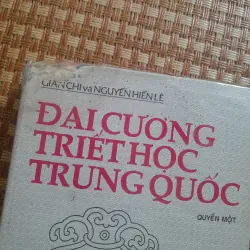 GIẢN CHI và NGUYỄN HIẾN LÊ
ĐẠI CƯƠNG
TRIẾT HỌC
TRUNG QUỐC
QUYỂN MỘT